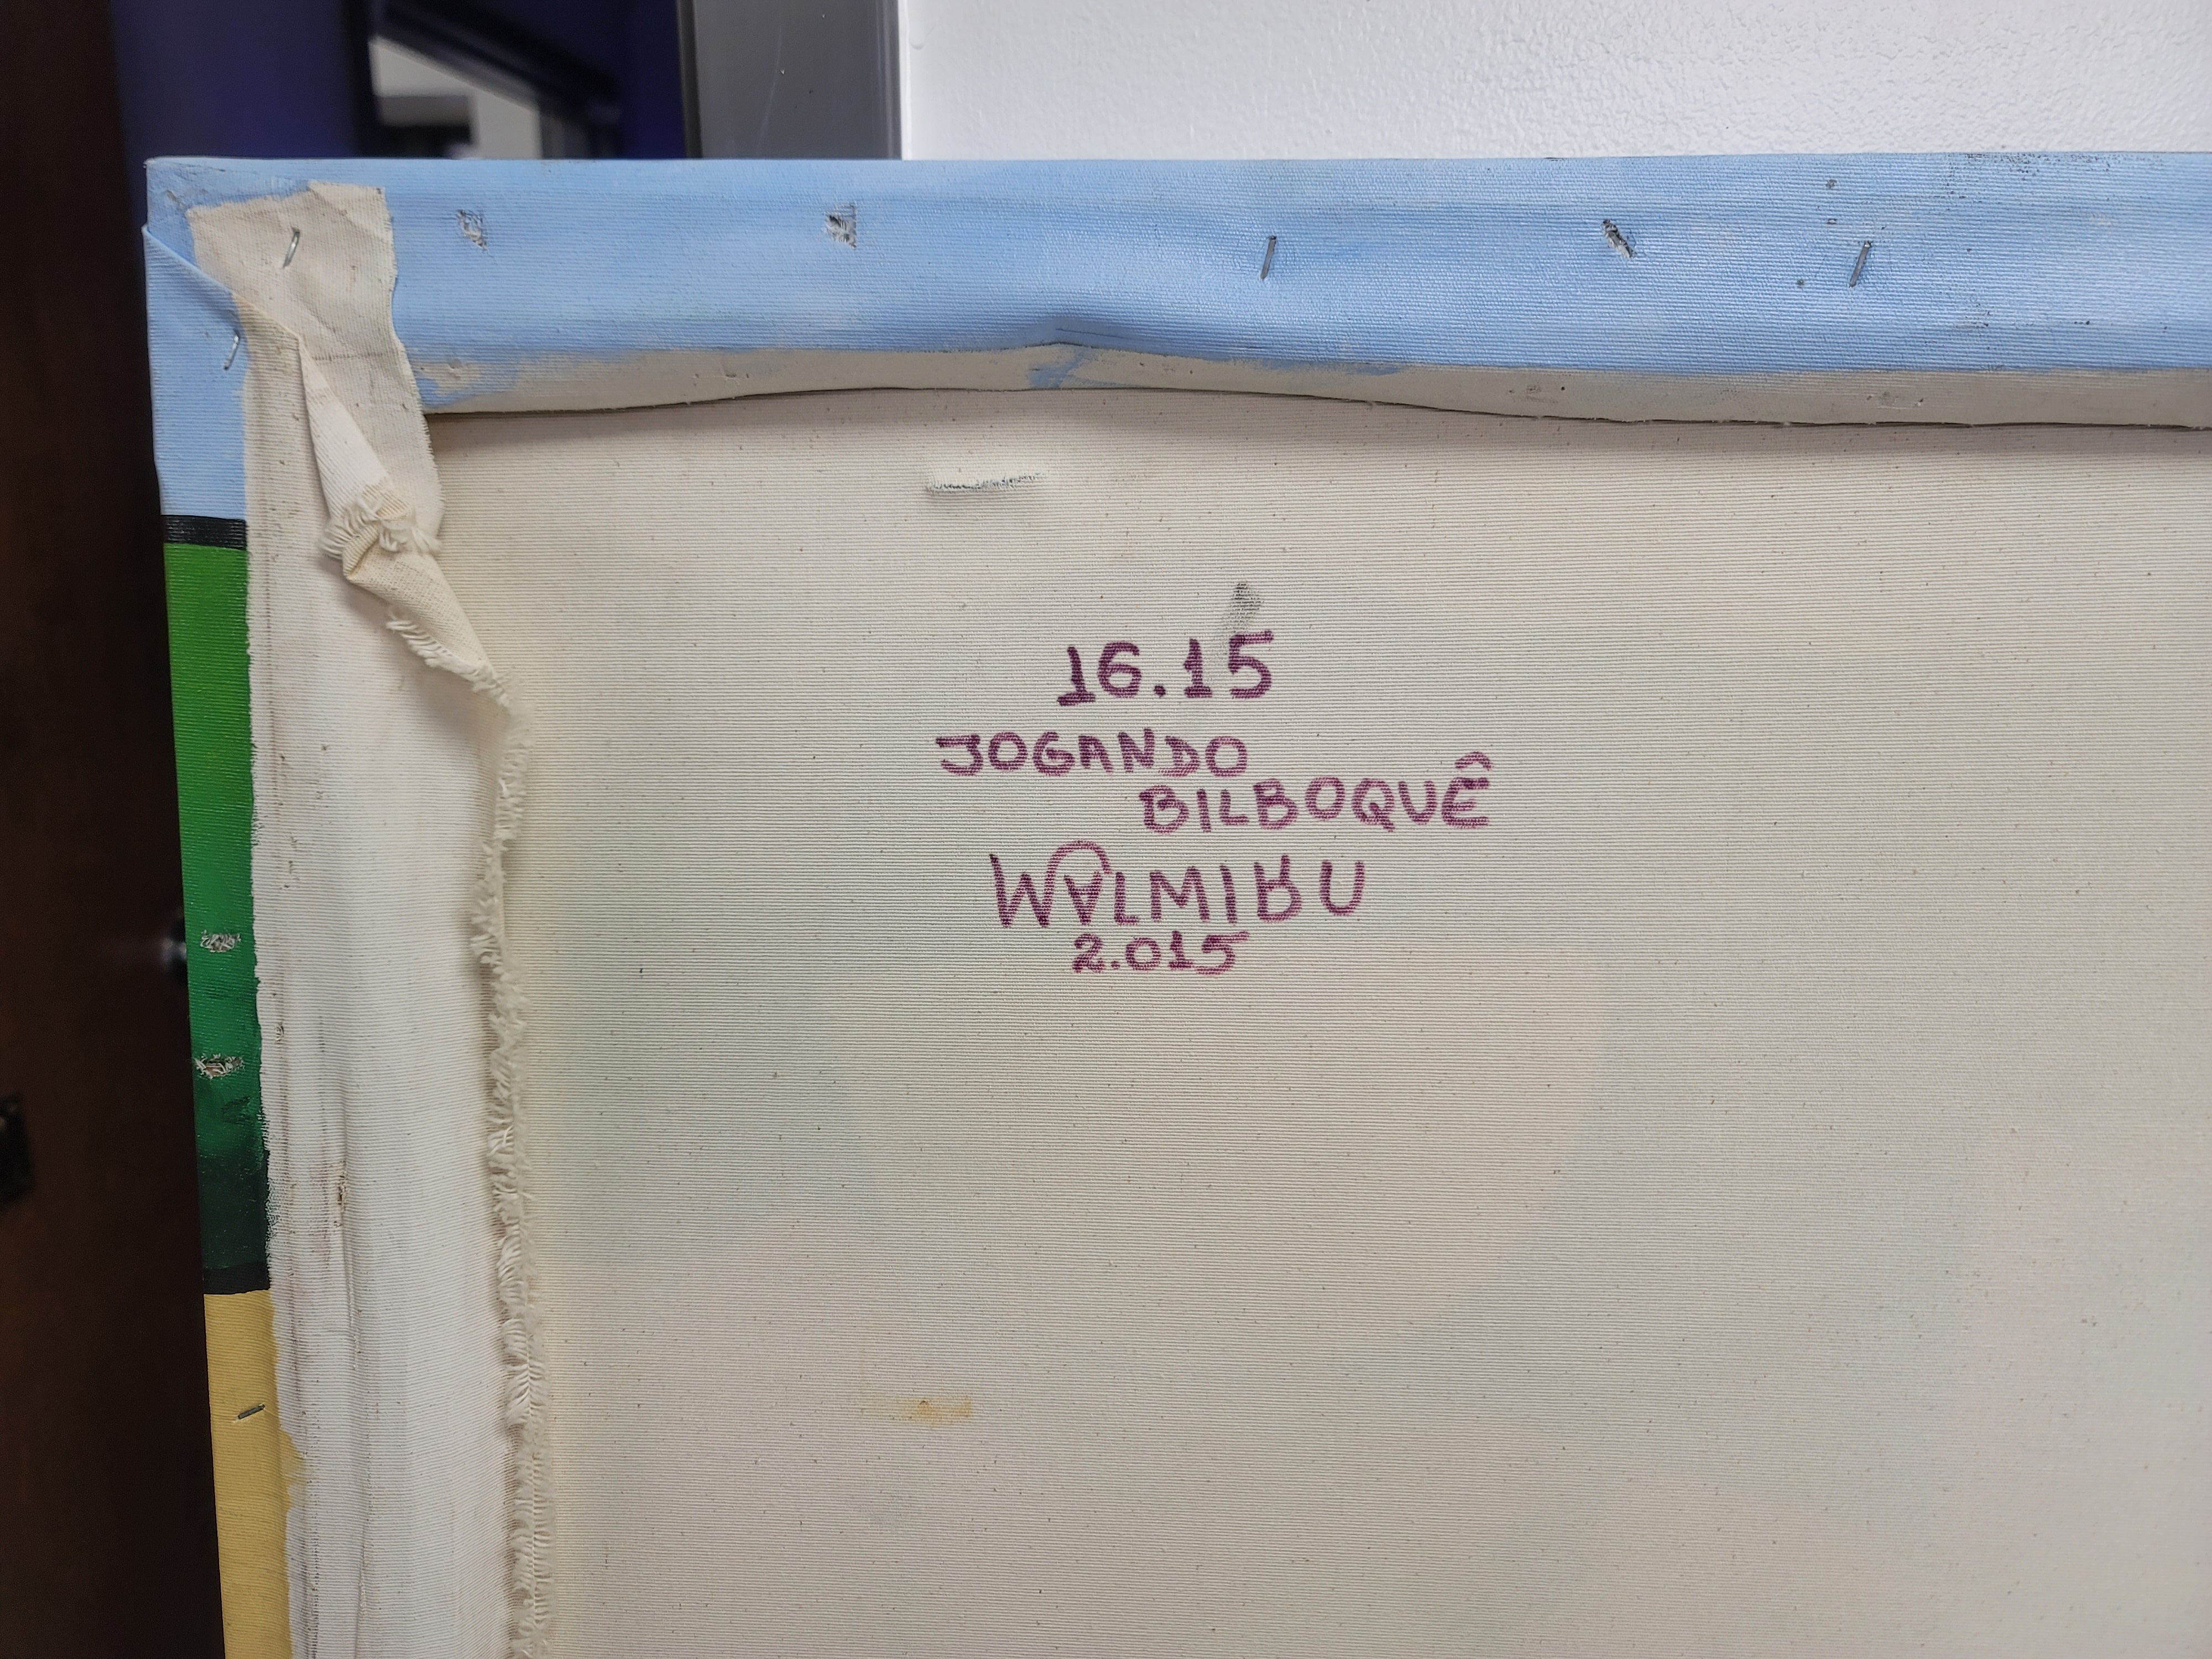 16.15
JOGANDO
BILBOQUÊ
WALMIRU
2.015